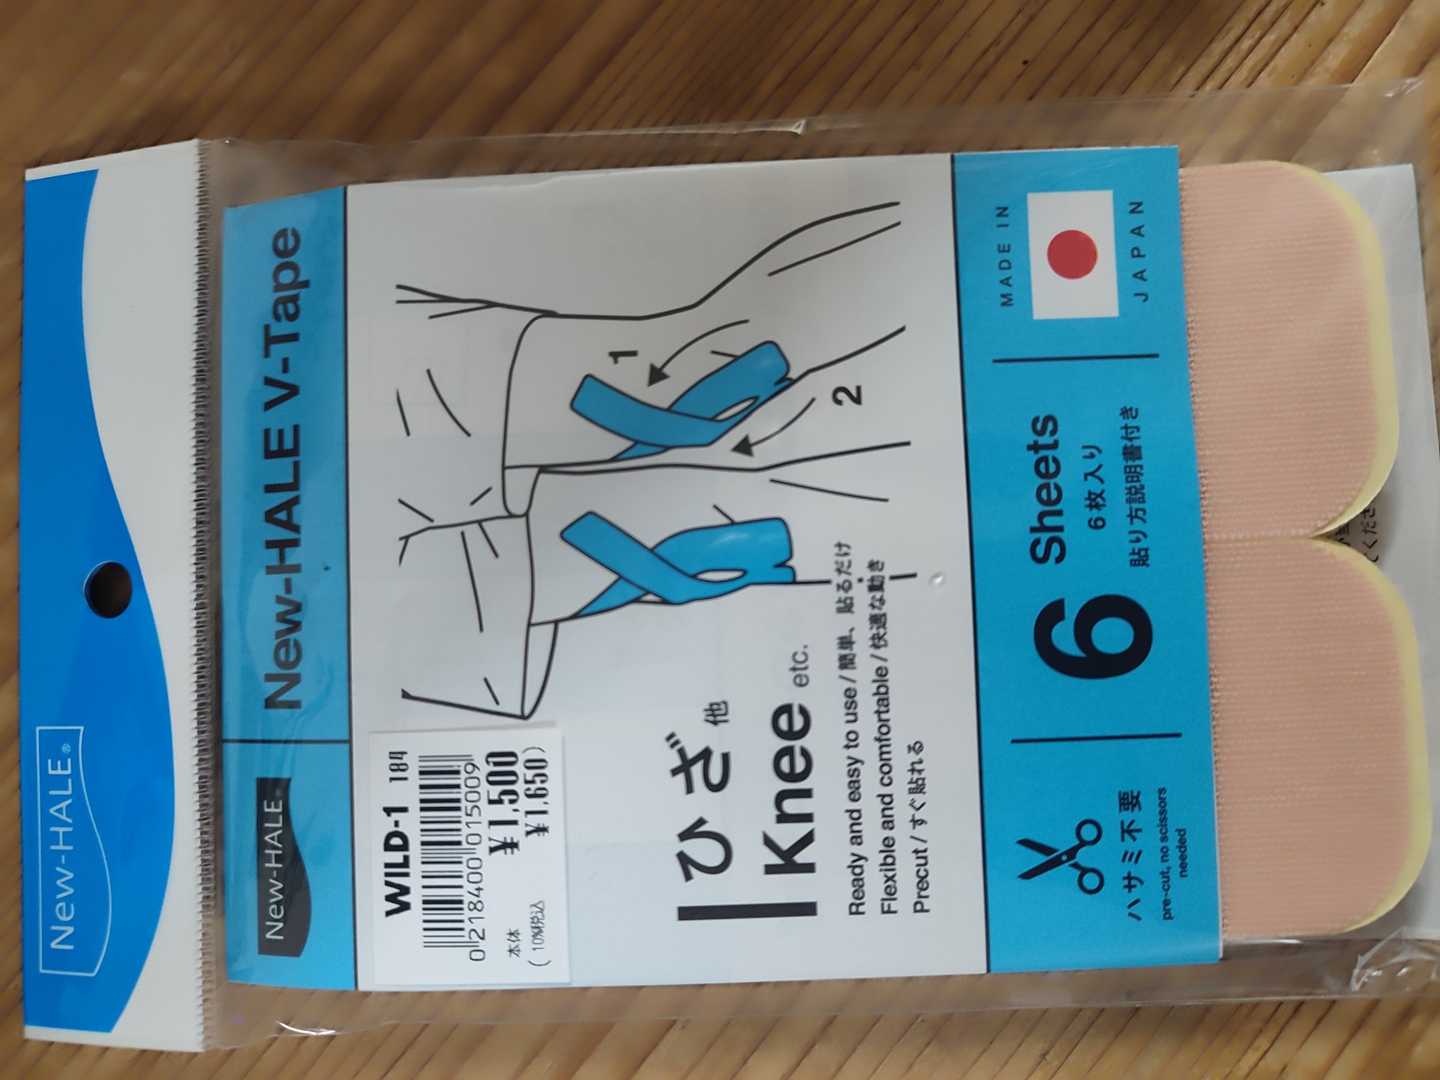 New-HALE®
New-HALE
New-HALE V-Tape
WILD-1 184
0 218400 015009
本体 ¥1,500
(10%税込 ¥1,650)
1
2
ひざ 他
Knee etc.
Ready and easy to use / 簡単、貼るだけ
Flexible and comfortable / 快適な動き
Precut / すぐ貼れる
ハサミ不要
pre-cut, no scissors
needed
6 Sheets
6枚入り
貼り方説明書付き
MADE IN
JAPAN